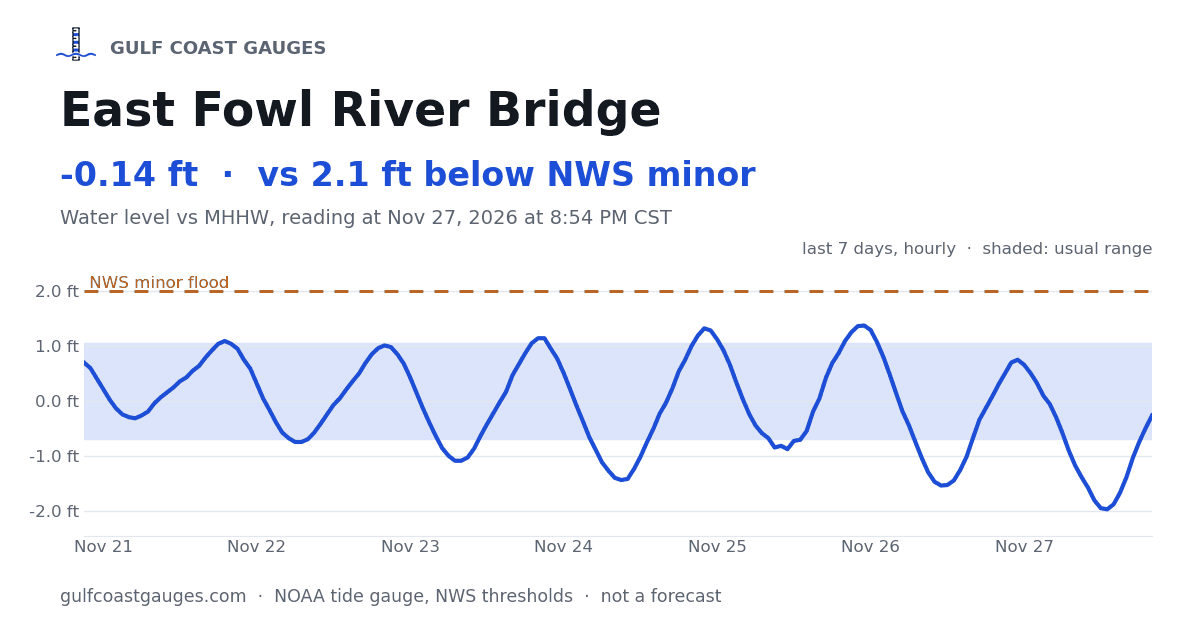 GULF COAST GAUGES
East Fowl River Bridge
-0.14 ft · vs 2.1 ft below NWS minor
Water level vs MHHW, reading at Nov 27, 2026 at 8:54 PM CST
last 7 days, hourly · shaded: usual range
NWS minor flood
2.0 ft
1.0 ft
0.0 ft
-1.0 ft
-2.0 ft
Nov 21 Nov 22 Nov 23 Nov 24 Nov 25 Nov 26 Nov 27
gulfcoastgauges.com · NOAA tide gauge, NWS thresholds · not a forecast